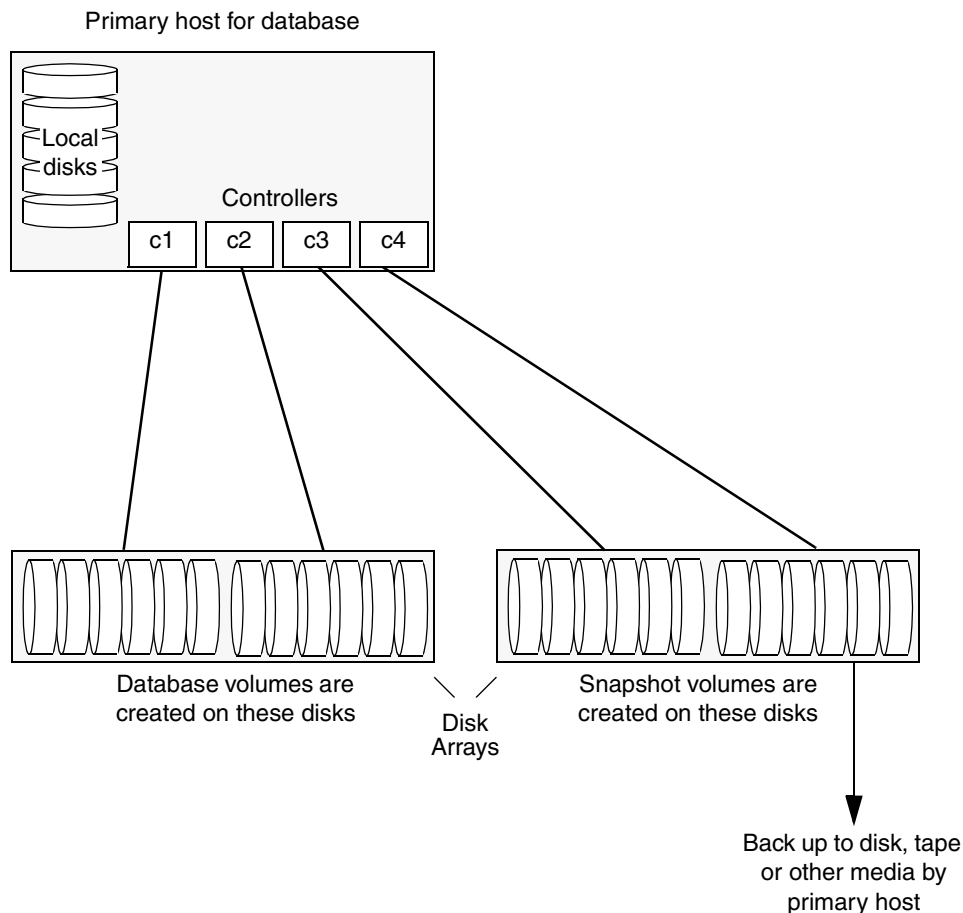 Primary host for database
Local
disks
Controllers
c1 c2 c3 c4
Database volumes are
created on these disks
Disk
Arrays
Snapshot volumes are
created on these disks
Back up to disk, tape
or other media by
primary host